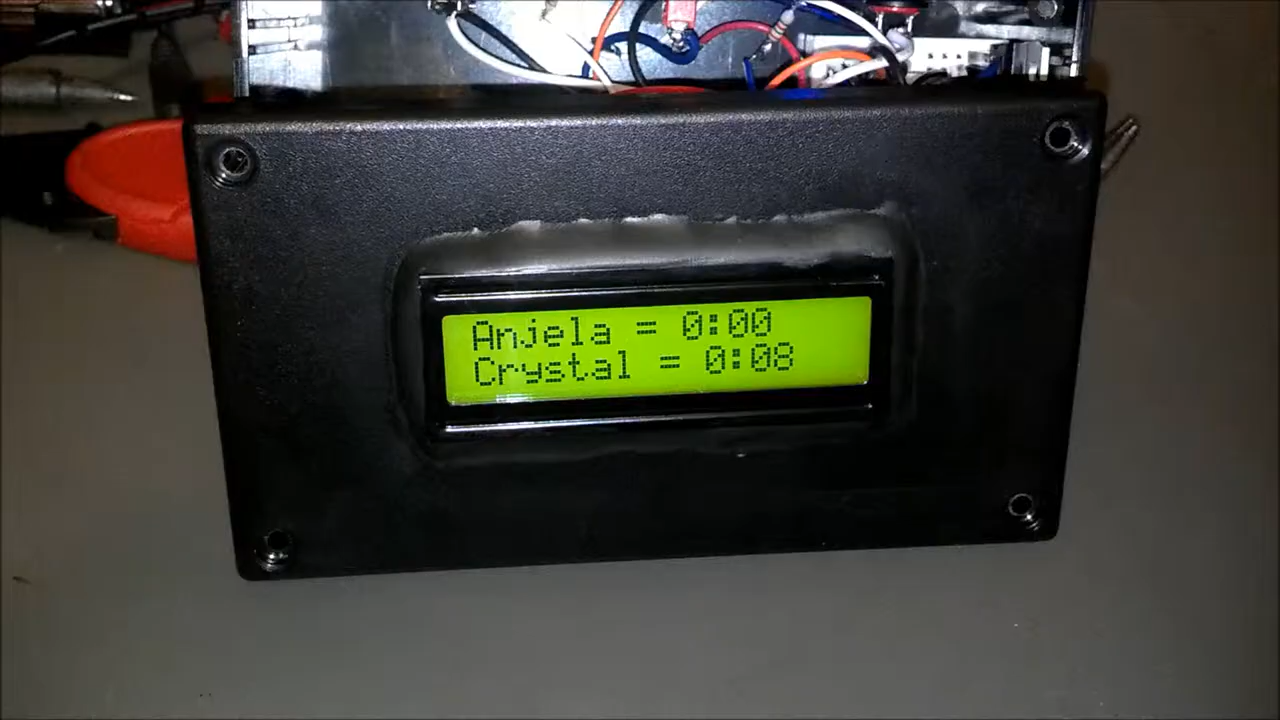 Anjela = 0:00
Crystal = 0:08